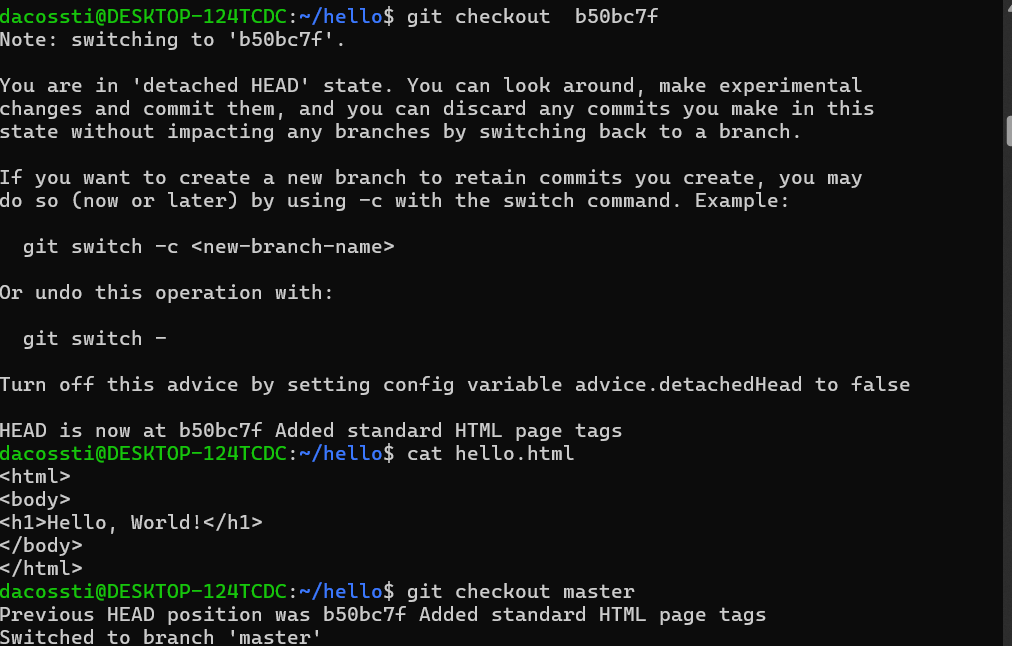 dacossti@DESKTOP-124TCDC:~/hello$ git checkout  b50bc7f
Note: switching to 'b50bc7f'.
You are in 'detached HEAD' state. You can look around, make experimental
changes and commit them, and you can discard any commits you make in this
state without impacting any branches by switching back to a branch.
If you want to create a new branch to retain commits you create, you may
do so (now or later) by using -c with the switch command. Example:
  git switch -c <new-branch-name>
Or undo this operation with:
  git switch -
Turn off this advice by setting config variable advice.detachedHead to false
HEAD is now at b50bc7f Added standard HTML page tags
dacossti@DESKTOP-124TCDC:~/hello$ cat hello.html
<html>
<body>
<h1>Hello, World!</h1>
</body>
</html>
dacossti@DESKTOP-124TCDC:~/hello$ git checkout master
Previous HEAD position was b50bc7f Added standard HTML page tags
Switched to branch 'master'